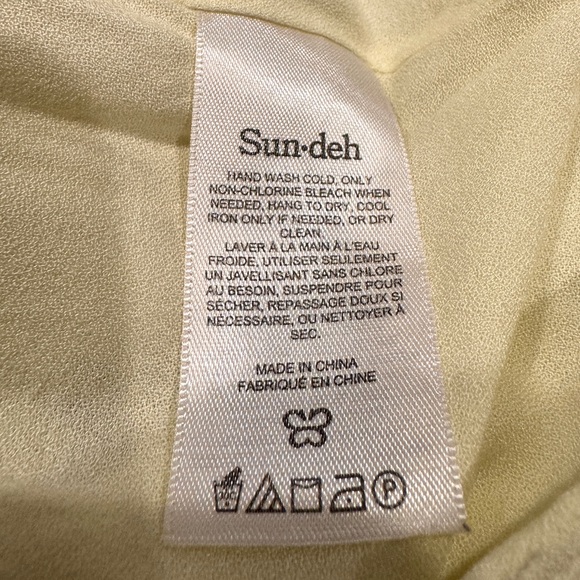 Sun·deh
HAND WASH COLD, ONLY
NON-CHLORINE BLEACH WHEN
NEEDED, HANG TO DRY, COOL
IRON ONLY IF NEEDED, OR DRY
CLEAN
LAVER À LA MAIN À L'EAU
FROIDE, UTILISER SEULEMENT
UN JAVELLISANT SANS CHLORE
AU BESOIN, SUSPENDRE POUR
SÉCHER, REPASSAGE DOUX SI
NÉCESSAIRE, OU NETTOYER À
SEC.
MADE IN CHINA
FABRIQUÉ EN CHINE
P